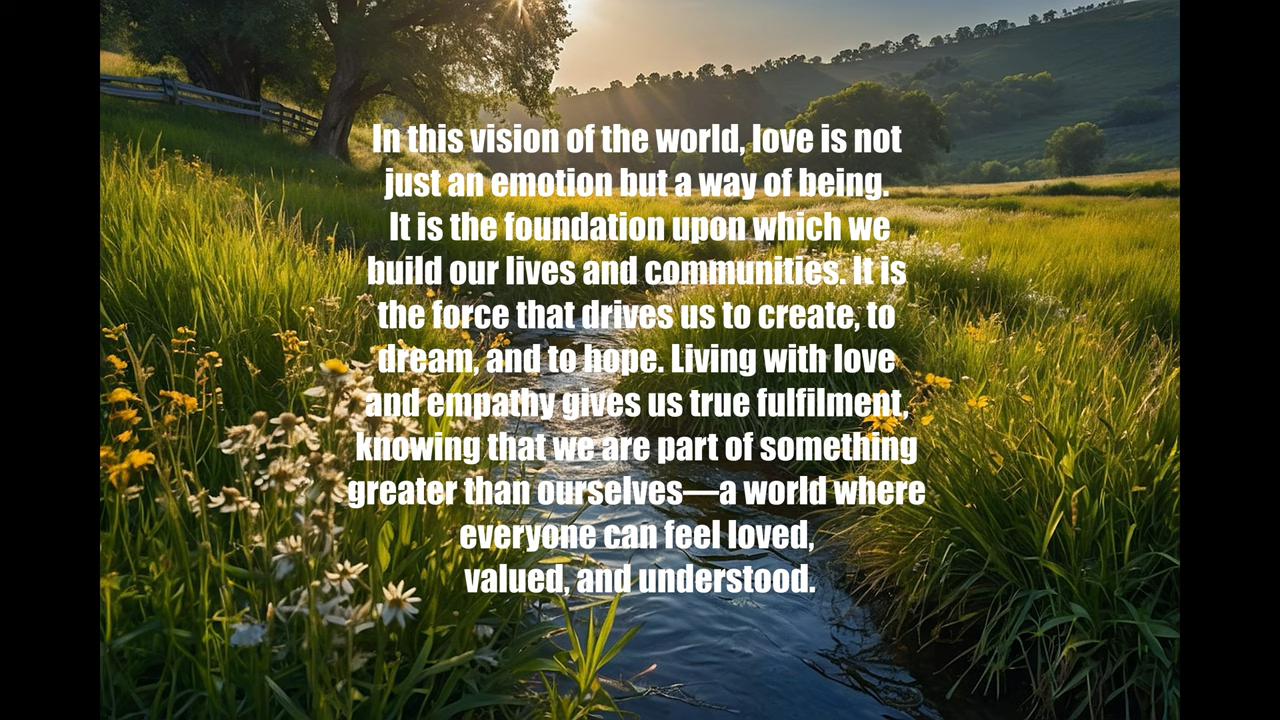 In this vision of the world, love is not
just an emotion but a way of being.
It is the foundation upon which we
build our lives and communities. It is
the force that drives us to create, to
dream, and to hope. Living with love
and empathy gives us true fulfilment,
knowing that we are part of something
greater than ourselves—a world where
everyone can feel loved,
valued, and understood.